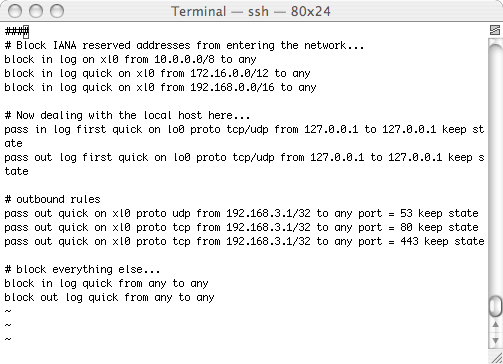 Terminal — ssh — 80x24
####
# Block IANA reserved addresses from entering the network...
block in log on xl0 from 10.0.0.0/8 to any
block in log quick on xl0 from 172.16.0.0/12 to any
block in log quick on xl0 from 192.168.0.0/16 to any
# Now dealing with the local host here...
pass in log first quick on lo0 proto tcp/udp from 127.0.0.1 to 127.0.0.1 keep st
ate
pass out log first quick on lo0 proto tcp/udp from 127.0.0.1 to 127.0.0.1 keep s
tate
# outbound rules
pass out quick on xl0 proto udp from 192.168.3.1/32 to any port = 53 keep state
pass out quick on xl0 proto tcp from 192.168.3.1/32 to any port = 80 keep state
pass out quick on xl0 proto tcp from 192.168.3.1/32 to any port = 443 keep state
# block everything else...
block in log quick from any to any
block out log quick from any to any
~
~
~